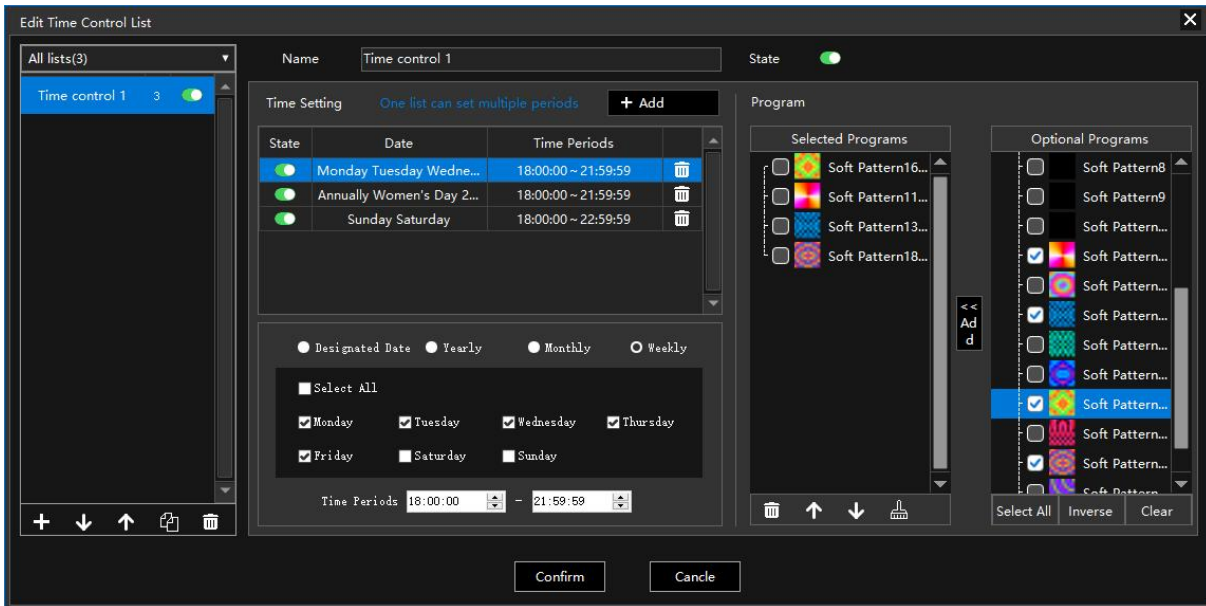 Edit Time Control List
All lists(3)
Name Time control 1 State
Time control 1 3
Time Setting One list can set multiple periods + Add
Program
State Date Time Periods
Monday Tuesday Wedne... 18:00:00 ~ 21:59:59
Annually Women's Day 2... 18:00:00 ~ 21:59:59
Sunday Saturday 18:00:00 ~ 22:59:59
Designated Date Yearly Monthly Weekly
Select All
Monday Tuesday Wednesday Thursday
Friday Saturday Sunday
Time Periods 18:00:00 - 21:59:59
Selected Programs
Soft Pattern16...
Soft Pattern11...
Soft Pattern13...
Soft Pattern18...
<<
Ad
d
Optional Programs
Soft Pattern8
Soft Pattern9
Soft Pattern...
Soft Pattern...
Soft Pattern...
Soft Pattern...
Soft Pattern...
Soft Pattern...
Soft Pattern...
Soft Pattern...
Soft Pattern...
Soft Pattern...
Select All Inverse Clear
Confirm Cancle